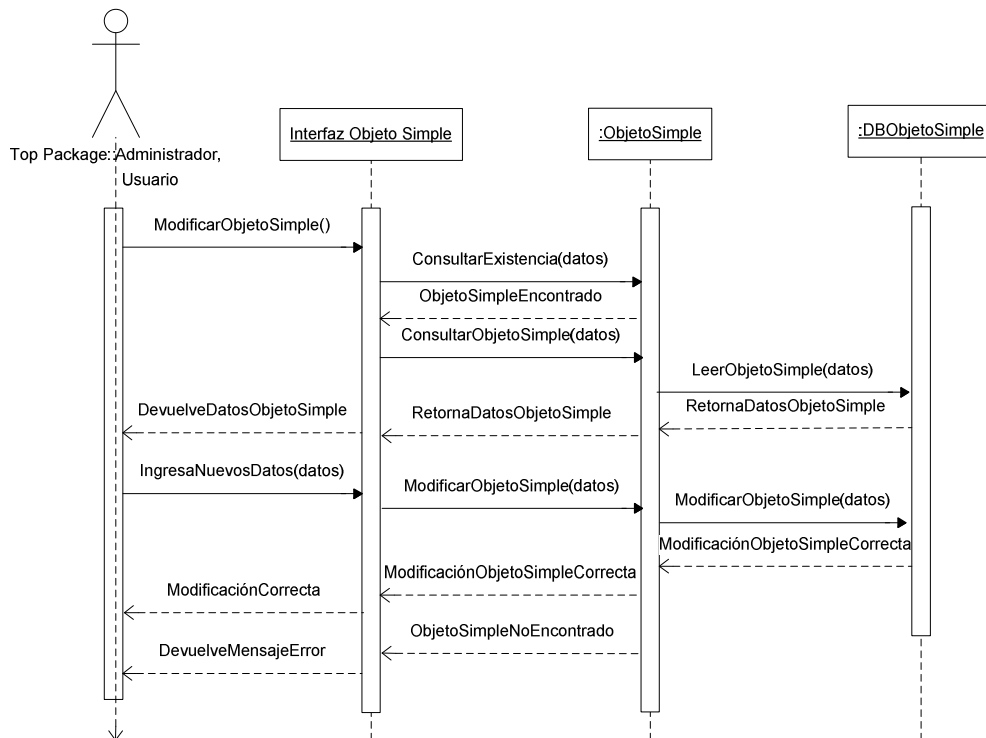 Interfaz Objeto Simple
:ObjetoSimple
:DBObjetoSimple
Top Package::Administrador,
Usuario
ModificarObjetoSimple()
ConsultarExistencia(datos)
ObjetoSimpleEncontrado
ConsultarObjetoSimple(datos)
LeerObjetoSimple(datos)
RetornaDatosObjetoSimple
RetornaDatosObjetoSimple
DevuelveDatosObjetoSimple
IngresaNuevosDatos(datos)
ModificarObjetoSimple(datos)
ModificarObjetoSimple(datos)
ModificaciónObjetoSimpleCorrecta
ModificaciónObjetoSimpleCorrecta
ModificaciónCorrecta
ObjetoSimpleNoEncontrado
DevuelveMensajeError